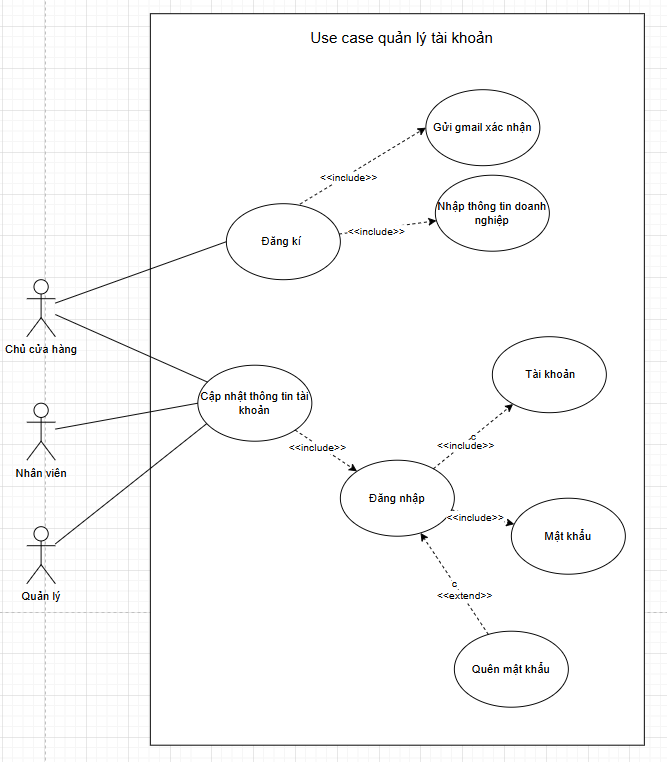 Use case quản lý tài khoản
Gửi gmail xác nhận
<<include>>
Nhập thông tin doanh
nghiệp
<<include>>
Đăng kí
Chủ cửa hàng
Tài khoản
Cập nhật thông tin tài
khoản
c
<<include>>
<<include>>
Nhân viên
Đăng nhập
<<include>>
Mật khẩu
c
<<extend>>
Quản lý
Quên mật khẩu